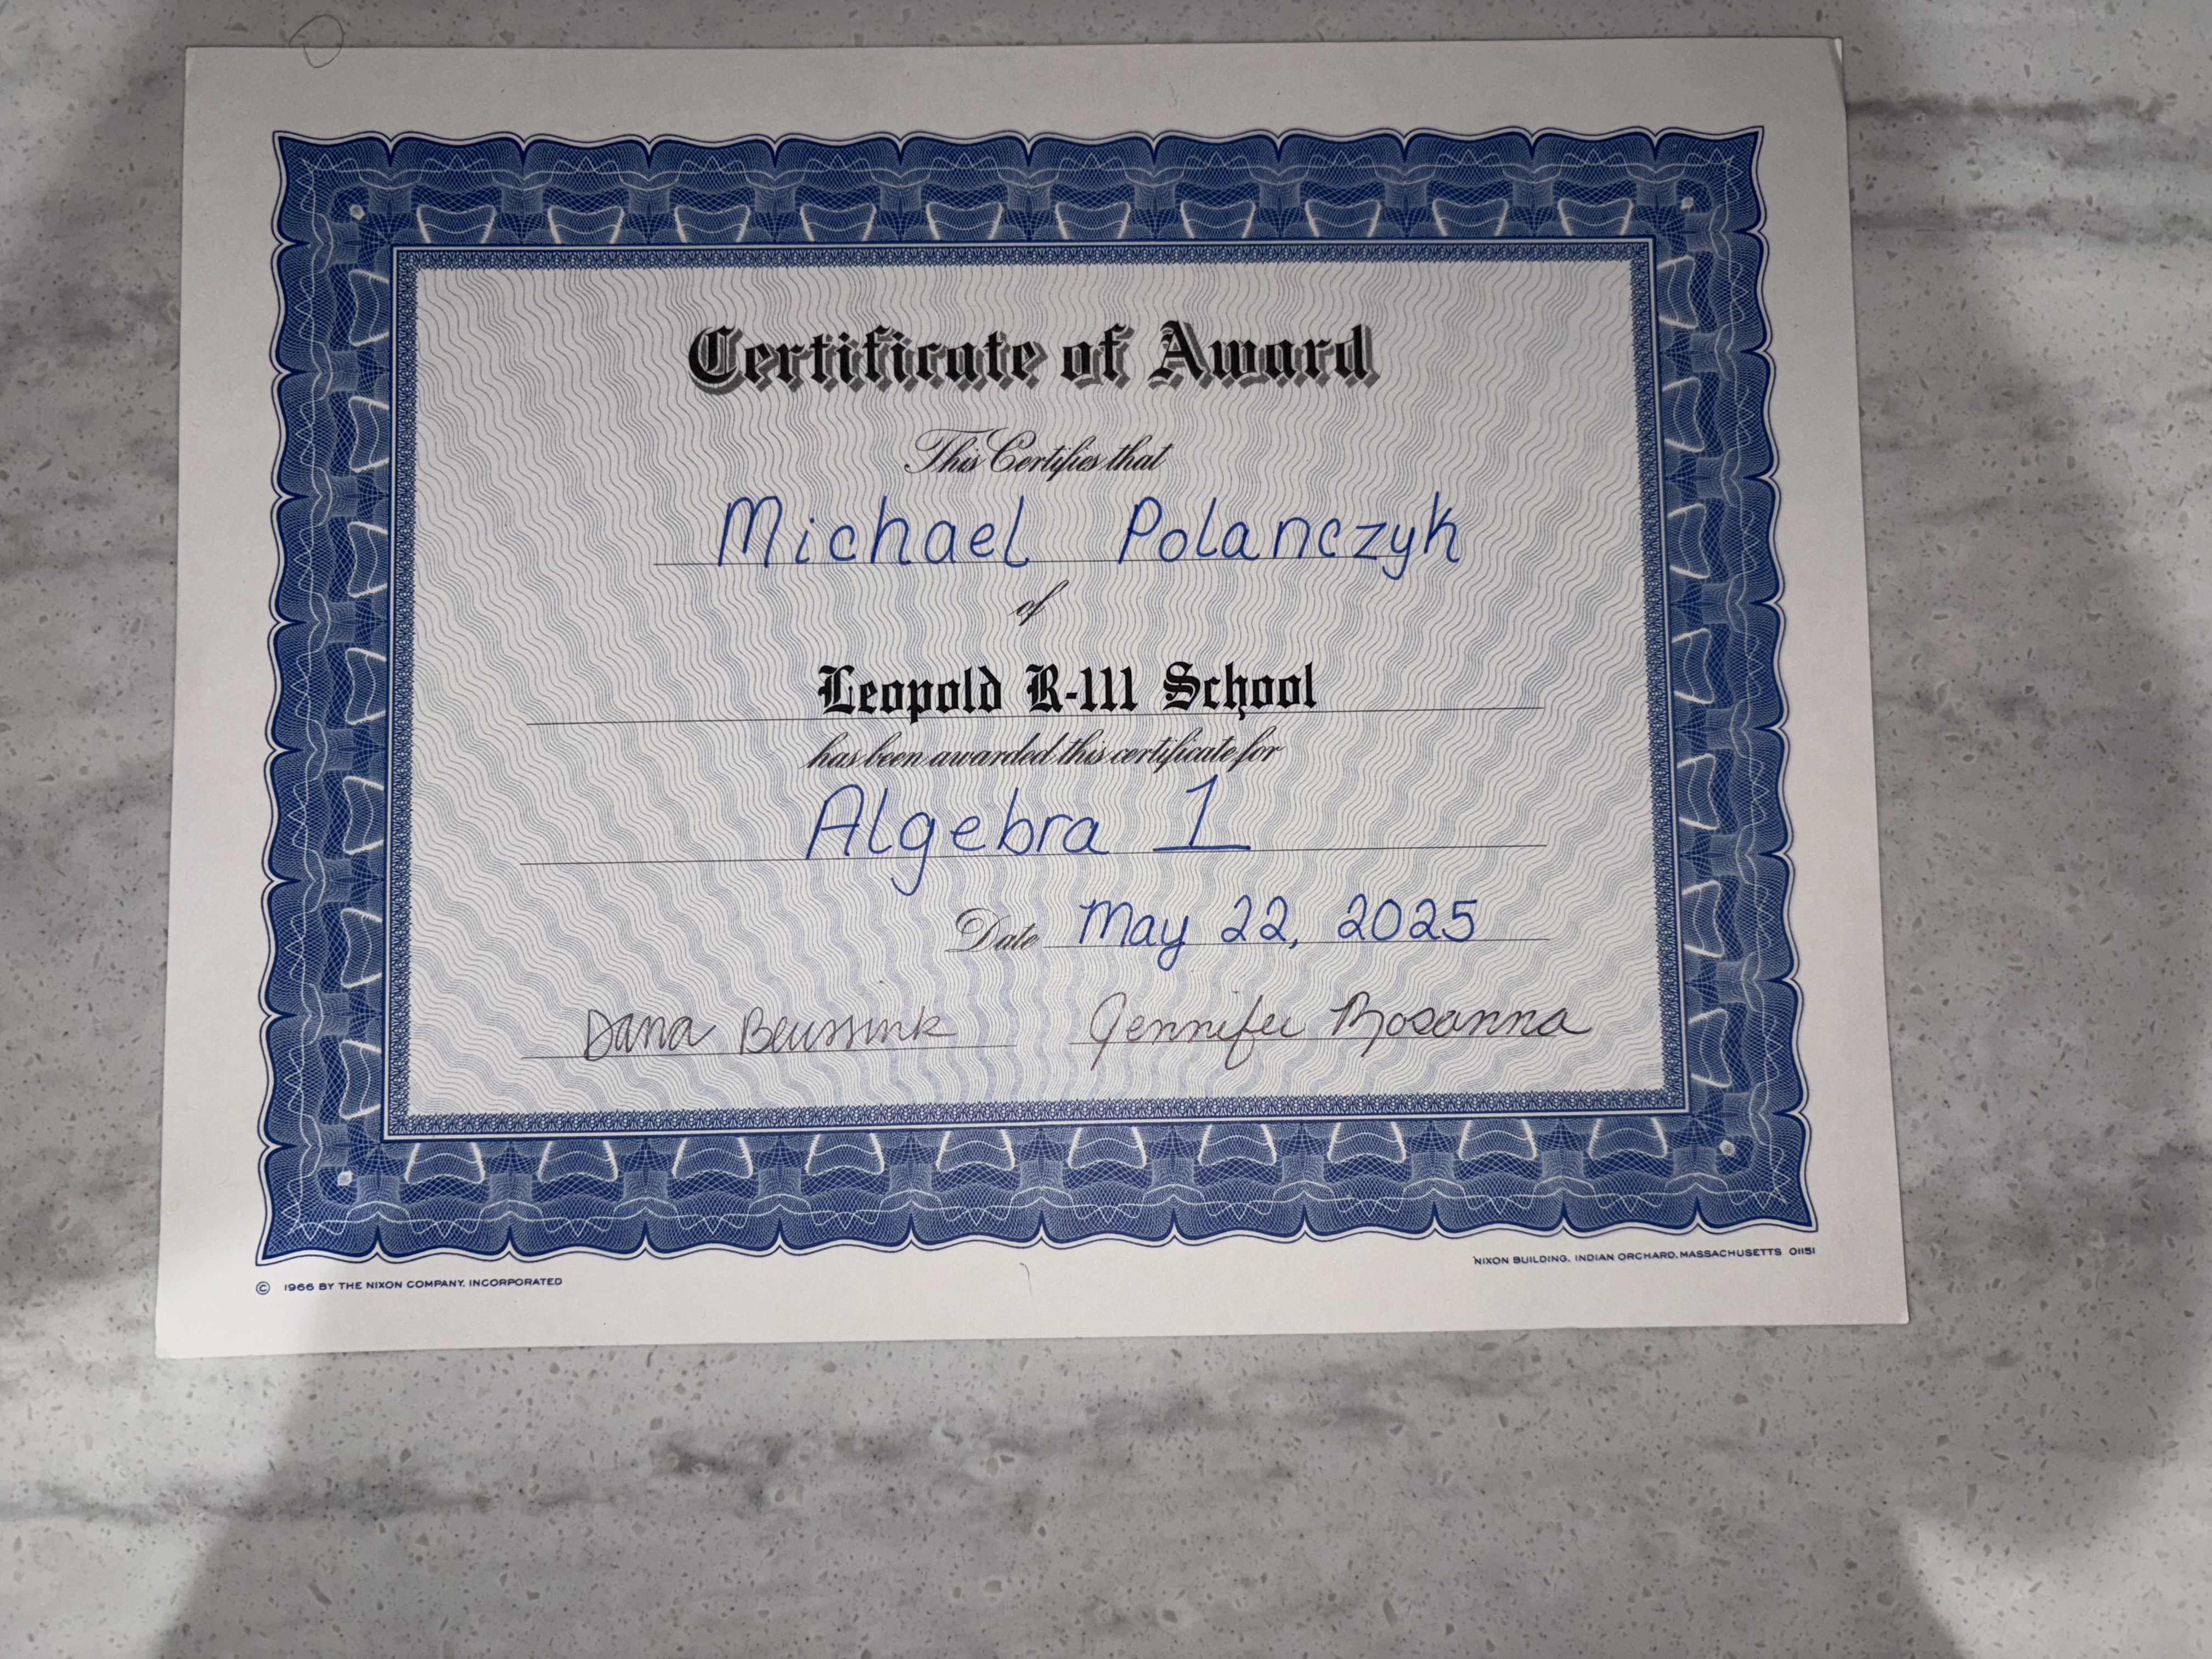 Certificate of Award
This Certifies that
Michael Polanczyk
of
Leopold R-111 School
has been awarded this certificate for
Algebra 1
Date May 22, 2025
Dana Beussink Jennifer Bosanna
© 1966 BY THE NIXON COMPANY, INCORPORATED
NIXON BUILDING, INDIAN ORCHARD, MASSACHUSETTS 01151